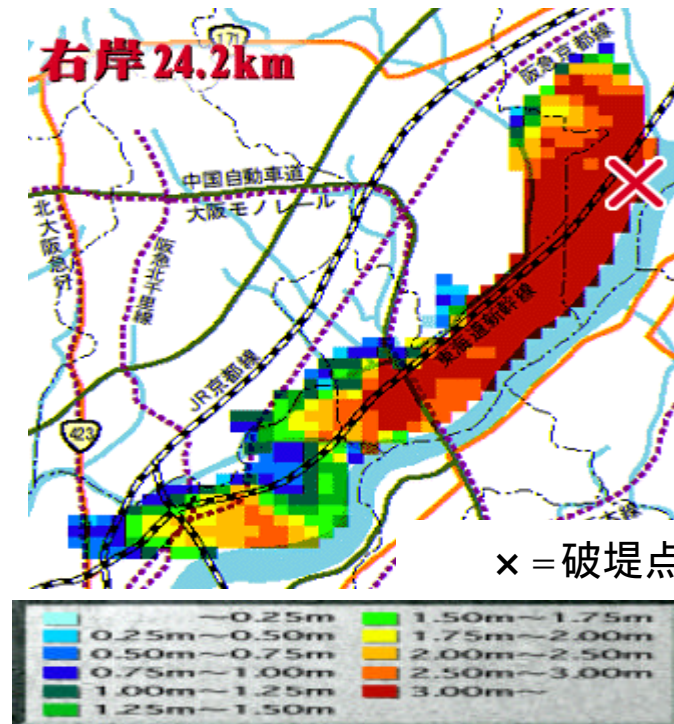 右岸 24.2km
171
阪急京都線
中国自動車道
大阪モノレール
北大阪急行
阪急北千里線
東海道新幹線
JR京都線
423
本線
× =破堤点
～0.25m
0.25m～0.50m
0.50m～0.75m
0.75m～1.00m
1.00m～1.25m
1.25m～1.50m
1.50m～1.75m
1.75m～2.00m
2.00m～2.50m
2.50m～3.00m
3.00m～